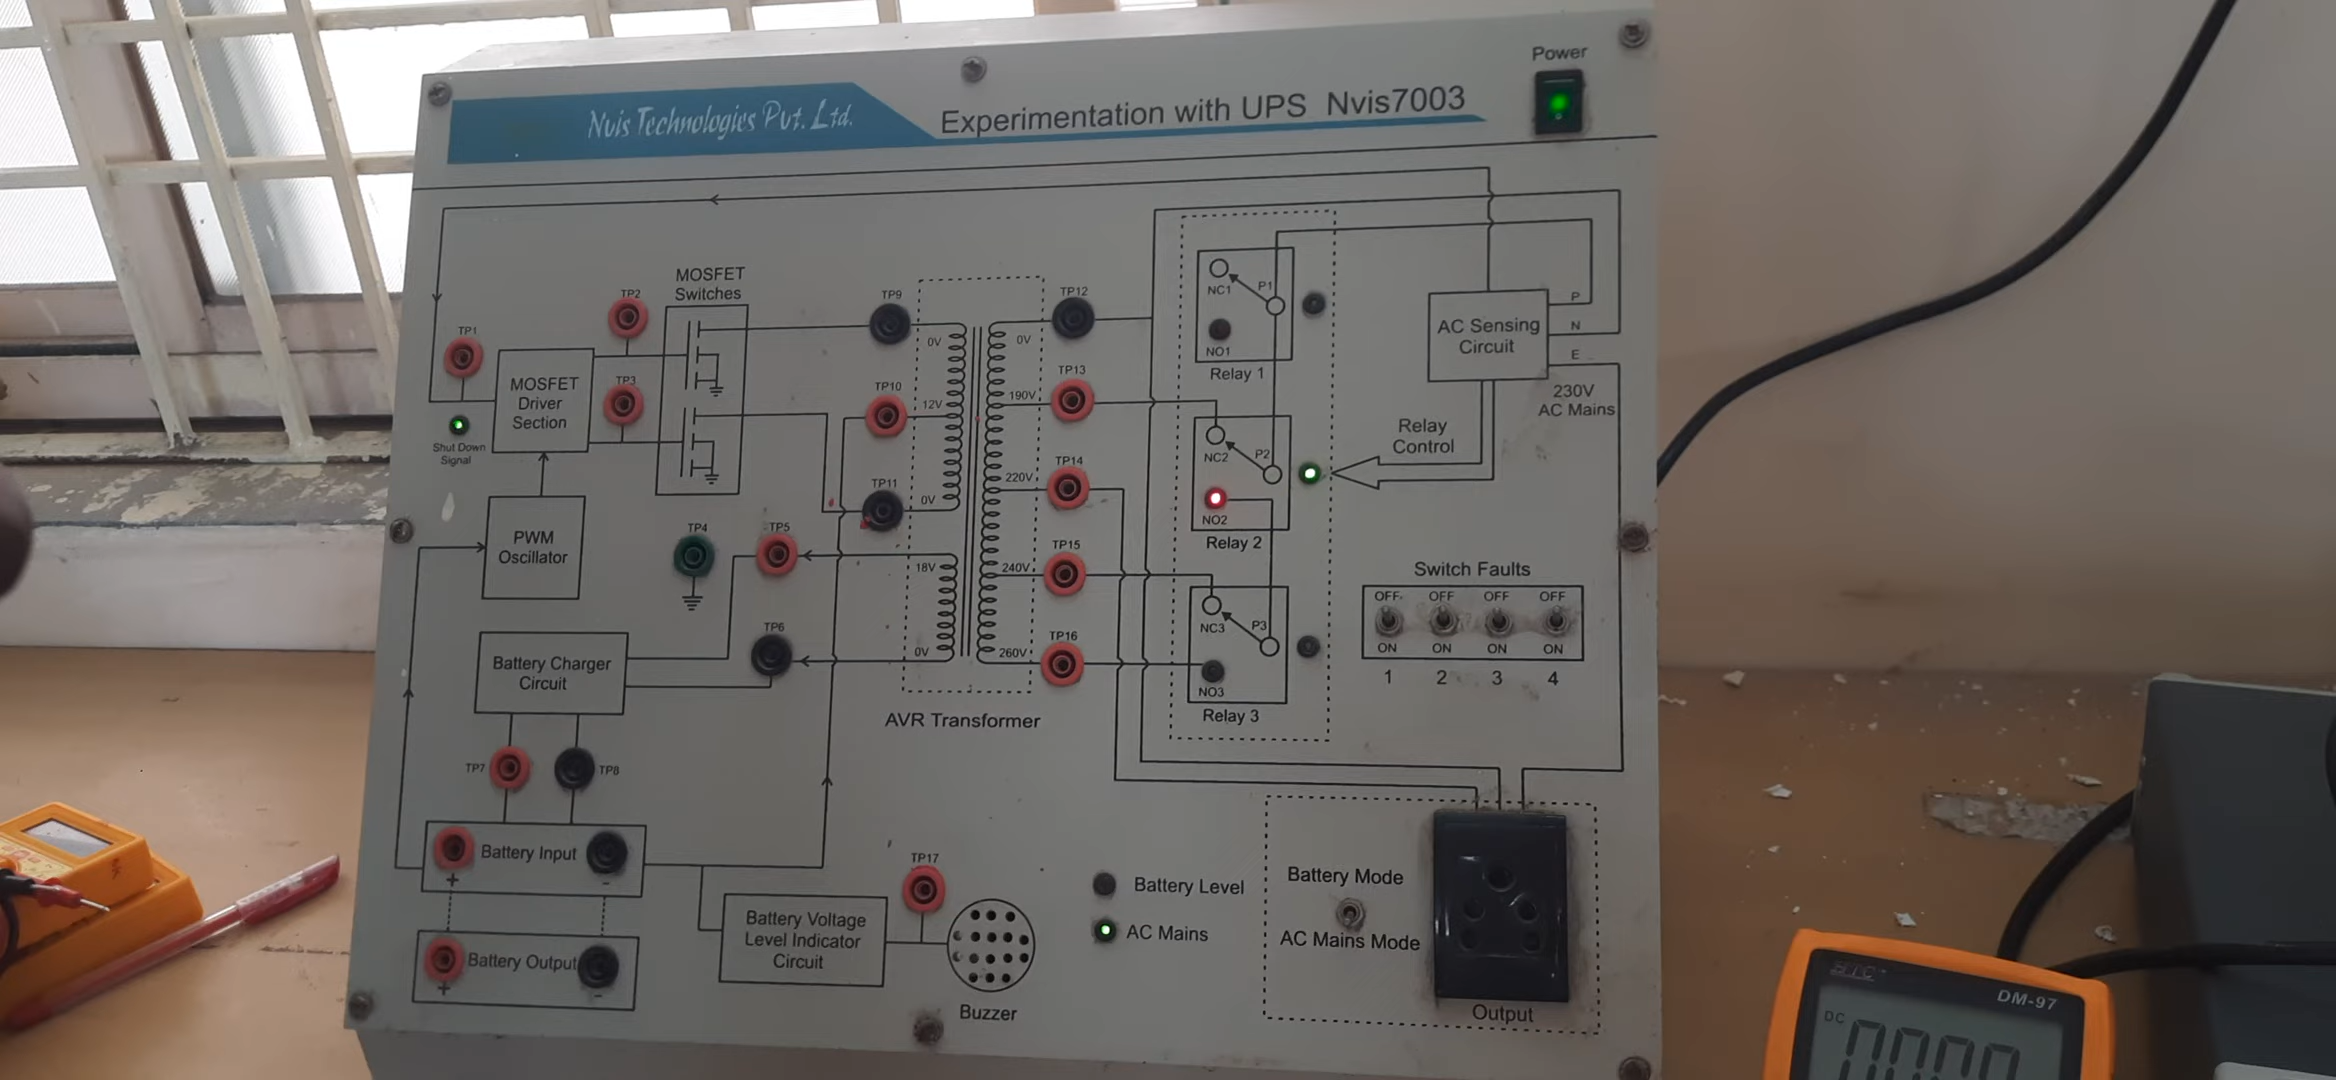 Nvis Technologies Pvt. Ltd.
Experimentation with UPS Nvis7003
Power
MOSFET
Switches
TP1
TP2
TP3
MOSFET
Driver
Section
Shut Down
Signal
PWM
Oscillator
TP4
TP5
TP6
Battery Charger
Circuit
TP7
TP8
Battery Input
+
-
Battery Output
+
-
TP9
TP10
TP11
0V
12V
0V
18V
0V
AVR Transformer
0V
190V
220V
240V
260V
TP12
TP13
TP14
TP15
TP16
NC1
P1
NO1
Relay 1
NC2
P2
NO2
Relay 2
NC3
P3
NO3
Relay 3
AC Sensing
Circuit
P
N
E
230V
AC Mains
Relay
Control
Switch Faults
OFF OFF OFF OFF
ON ON ON ON
1 2 3 4
Battery Voltage
Level Indicator
Circuit
TP17
Buzzer
Battery Level
AC Mains
Battery Mode
AC Mains Mode
Output
DM-97
DC